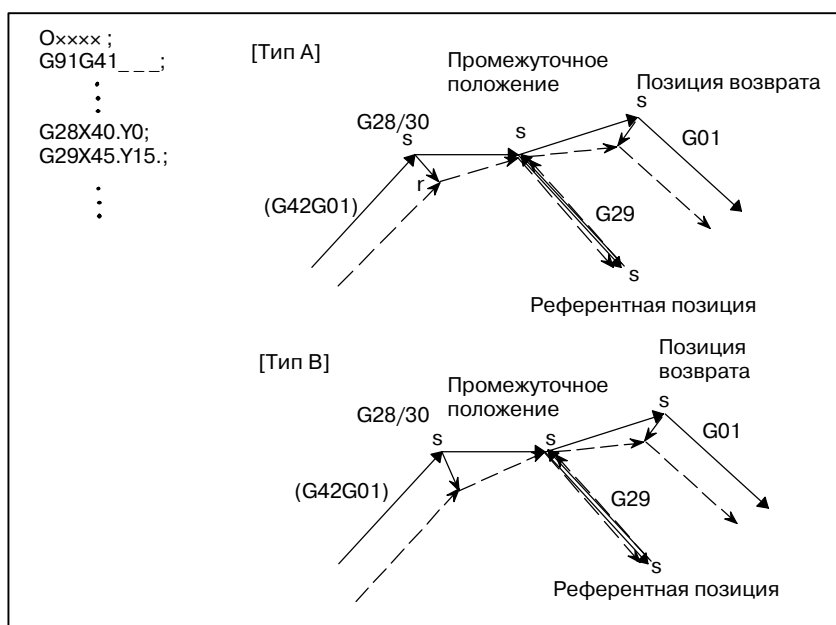 O×××× ;
G91G41_ _ _;
G28X40.Y0;
G29X45.Y15.;
[Тип A]
Промежуточное
положение
Позиция возврата
s
G28/30
s
s
G01
r
(G42G01)
G29
s
Референтная позиция
[Тип B]
Позиция
возврата
Промежуточное
положение
s
G28/30
s
s
G01
(G42G01)
G29
s
Референтная позиция